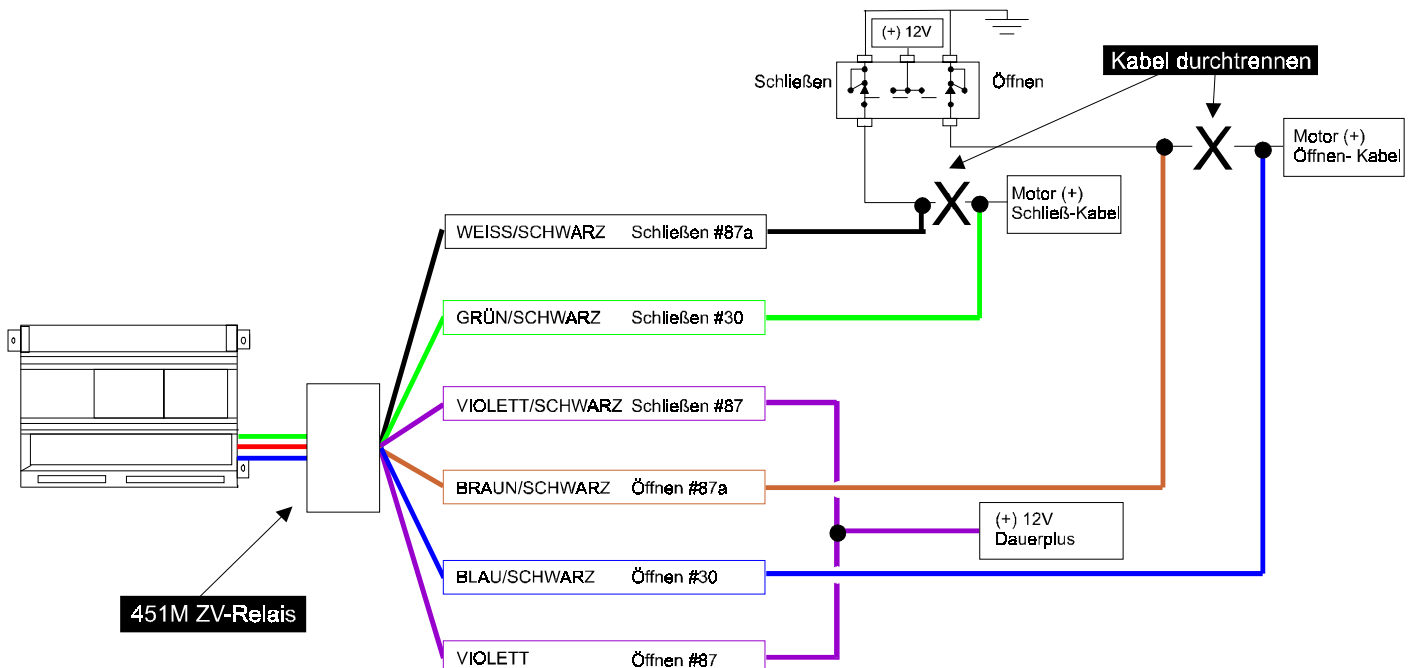 (+) 12V
Kabel durchtrennen
Schließen
Öffnen
Motor (+)
Öffnen- Kabel
X
Motor (+)
Schließ-Kabel
X
WEISS/SCHWARZ Schließen #87a
GRÜN/SCHWARZ Schließen #30
VIOLETT/SCHWARZ Schließen #87
BRAUN/SCHWARZ Öffnen #87a
(+) 12V
Dauerplus
BLAU/SCHWARZ Öffnen #30
451M ZV-Relais
VIOLETT Öffnen #87